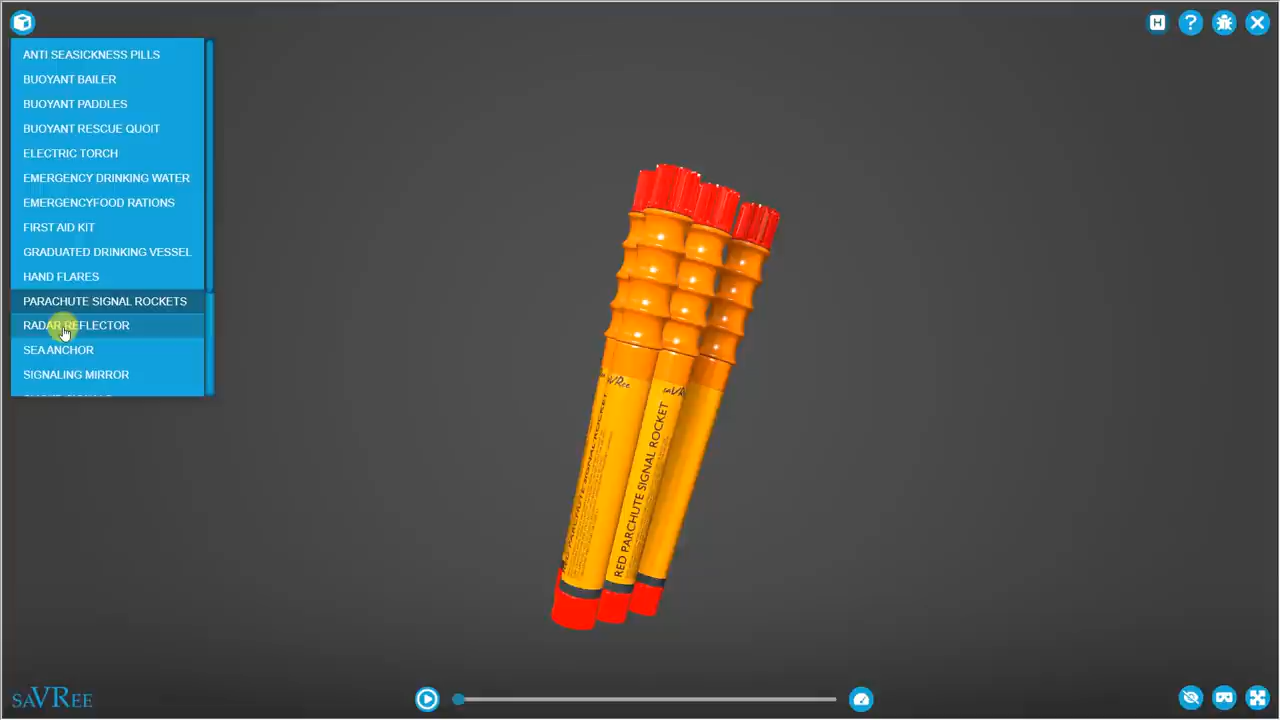 H ?
ANTI SEASICKNESS PILLS
BUOYANT BAILER
BUOYANT PADDLES
BUOYANT RESCUE QUOIT
ELECTRIC TORCH
EMERGENCY DRINKING WATER
EMERGENCYFOOD RATIONS
FIRST AID KIT
GRADUATED DRINKING VESSEL
HAND FLARES
PARACHUTE SIGNAL ROCKETS
RADAR REFLECTOR
SEA ANCHOR
SIGNALING MIRROR
RED PARACHUTE SIGNAL ROCKET
saVRee